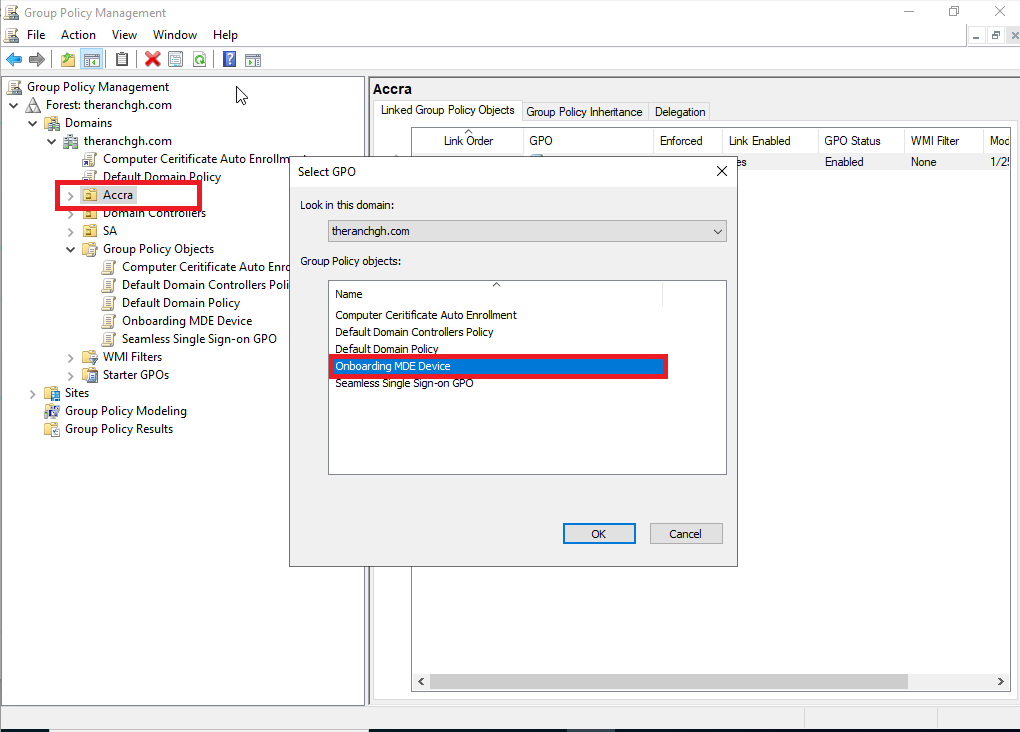 Group Policy Management
File Action View Window Help
Group Policy Management
Forest: theranchgh.com
Domains
theranchgh.com
Computer Ceritificate Auto Enrollm
Default Domain Policy
Accra
Domain Controllers
SA
Group Policy Objects
Computer Ceritificate Auto Enro
Default Domain Controllers Poli
Default Domain Policy
Onboarding MDE Device
Seamless Single Sign-on GPO
WMI Filters
Starter GPOs
Sites
Group Policy Modeling
Group Policy Results
Accra
Linked Group Policy Objects Group Policy Inheritance Delegation
Link Order GPO Enforced Link Enabled GPO Status WMI Filter Mod
es Enabled None 1/25
Select GPO
Look in this domain:
theranchgh.com
Group Policy objects:
Name
Computer Ceritificate Auto Enrollment
Default Domain Controllers Policy
Default Domain Policy
Onboarding MDE Device
Seamless Single Sign-on GPO
OK Cancel